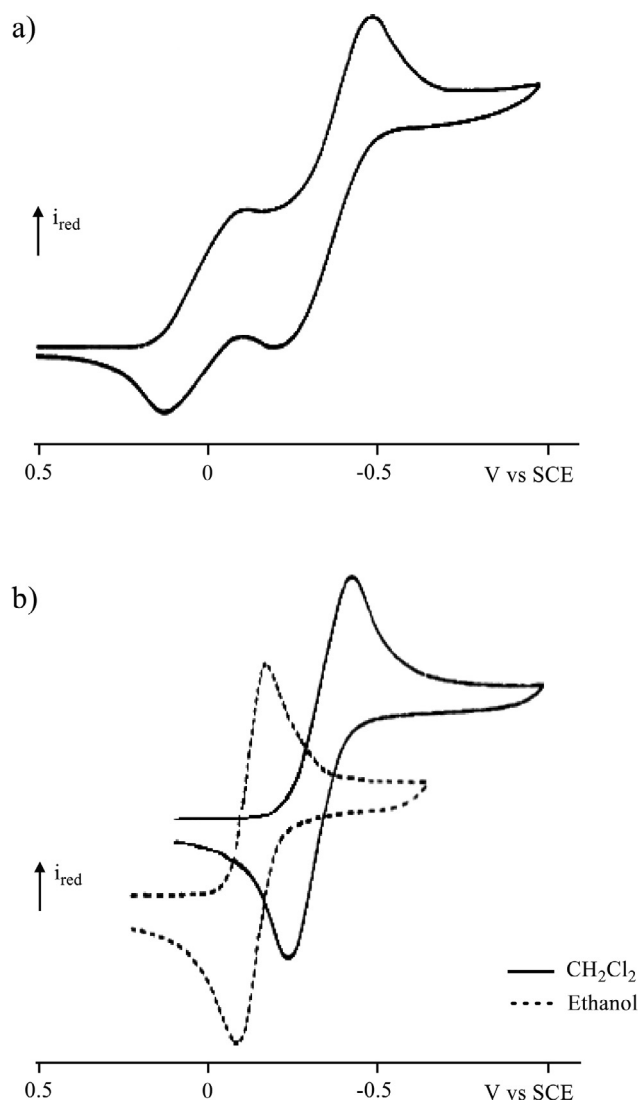 a)
i_red
0.5 0 -0.5 V vs SCE
b)
i_red
CH₂Cl₂
Ethanol
0.5 0 -0.5 V vs SCE